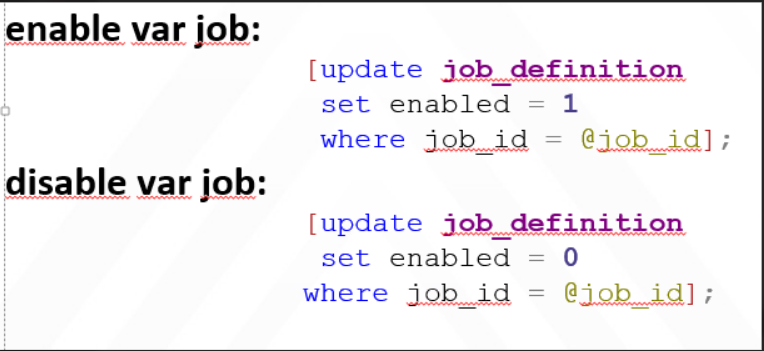 enable var job:
[update job_definition
set enabled = 1
where job_id = @job_id];
disable var job:
[update job_definition
set enabled = 0
where job_id = @job_id];